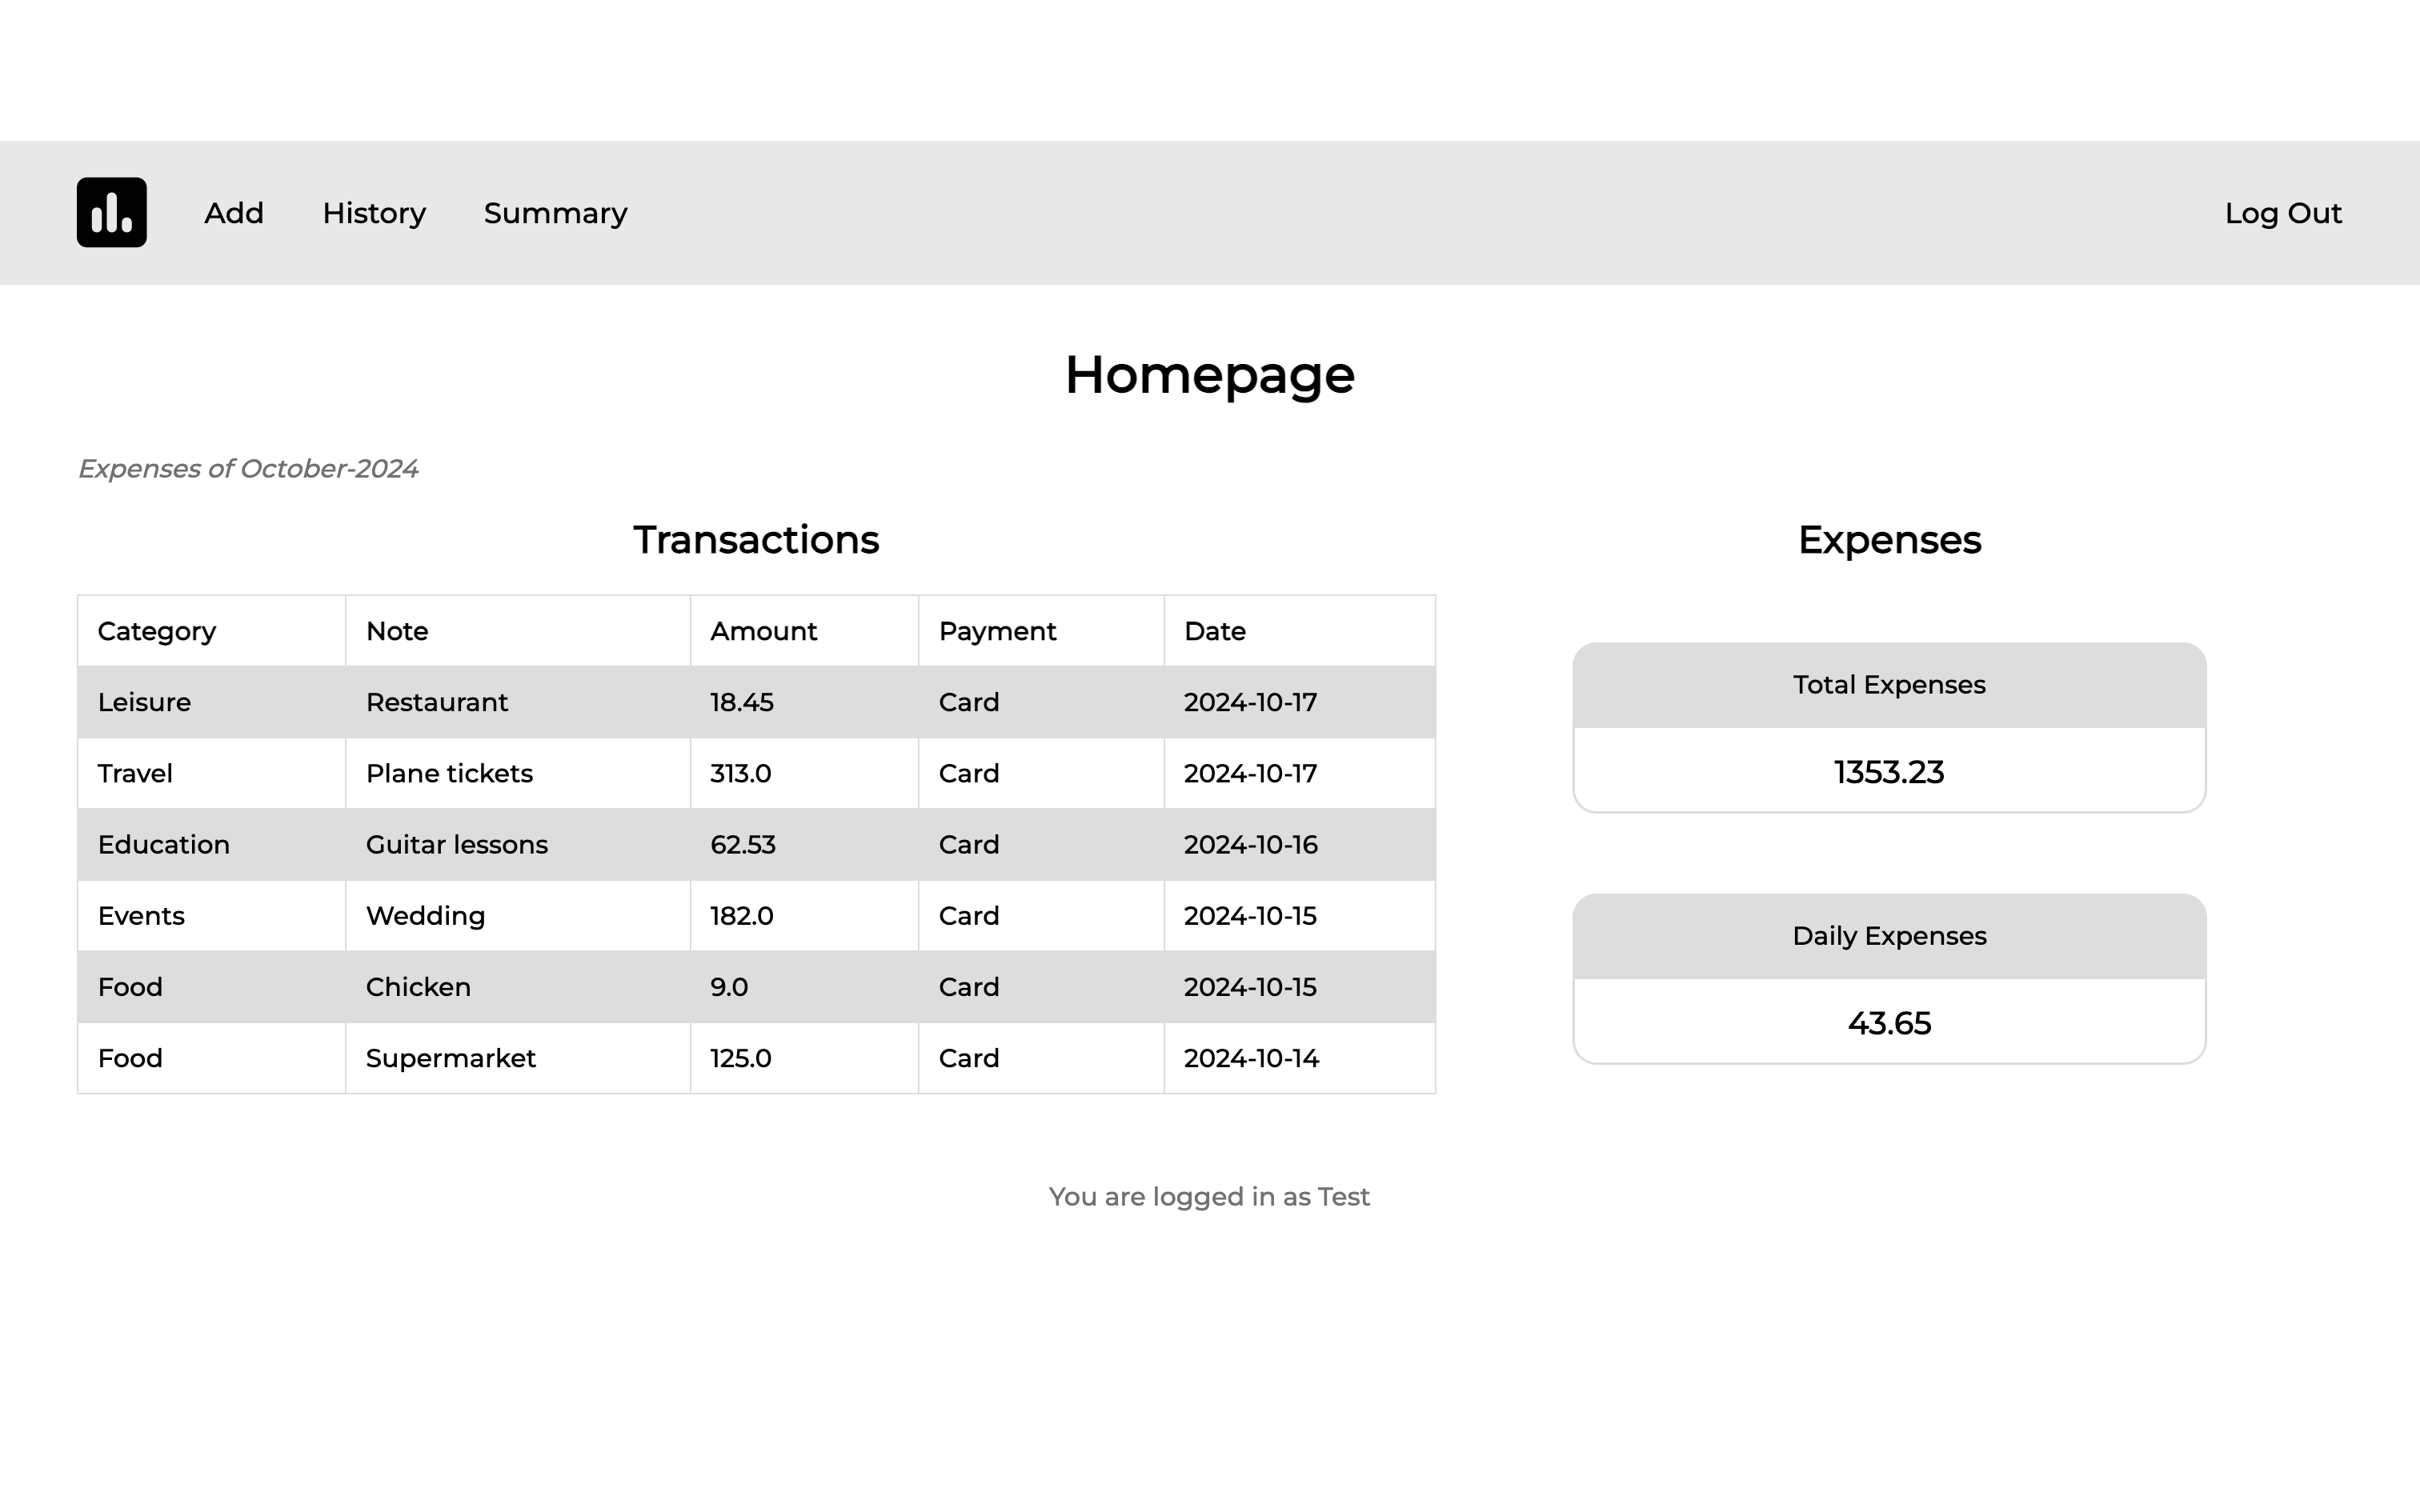 Add History Summary Log Out
Homepage
Expenses of October-2024
Transactions
Category Note Amount Payment Date
Leisure Restaurant 18.45 Card 2024-10-17
Travel Plane tickets 313.0 Card 2024-10-17
Education Guitar lessons 62.53 Card 2024-10-16
Events Wedding 182.0 Card 2024-10-15
Food Chicken 9.0 Card 2024-10-15
Food Supermarket 125.0 Card 2024-10-14
Expenses
Total Expenses
1353.23
Daily Expenses
43.65
You are logged in as Test